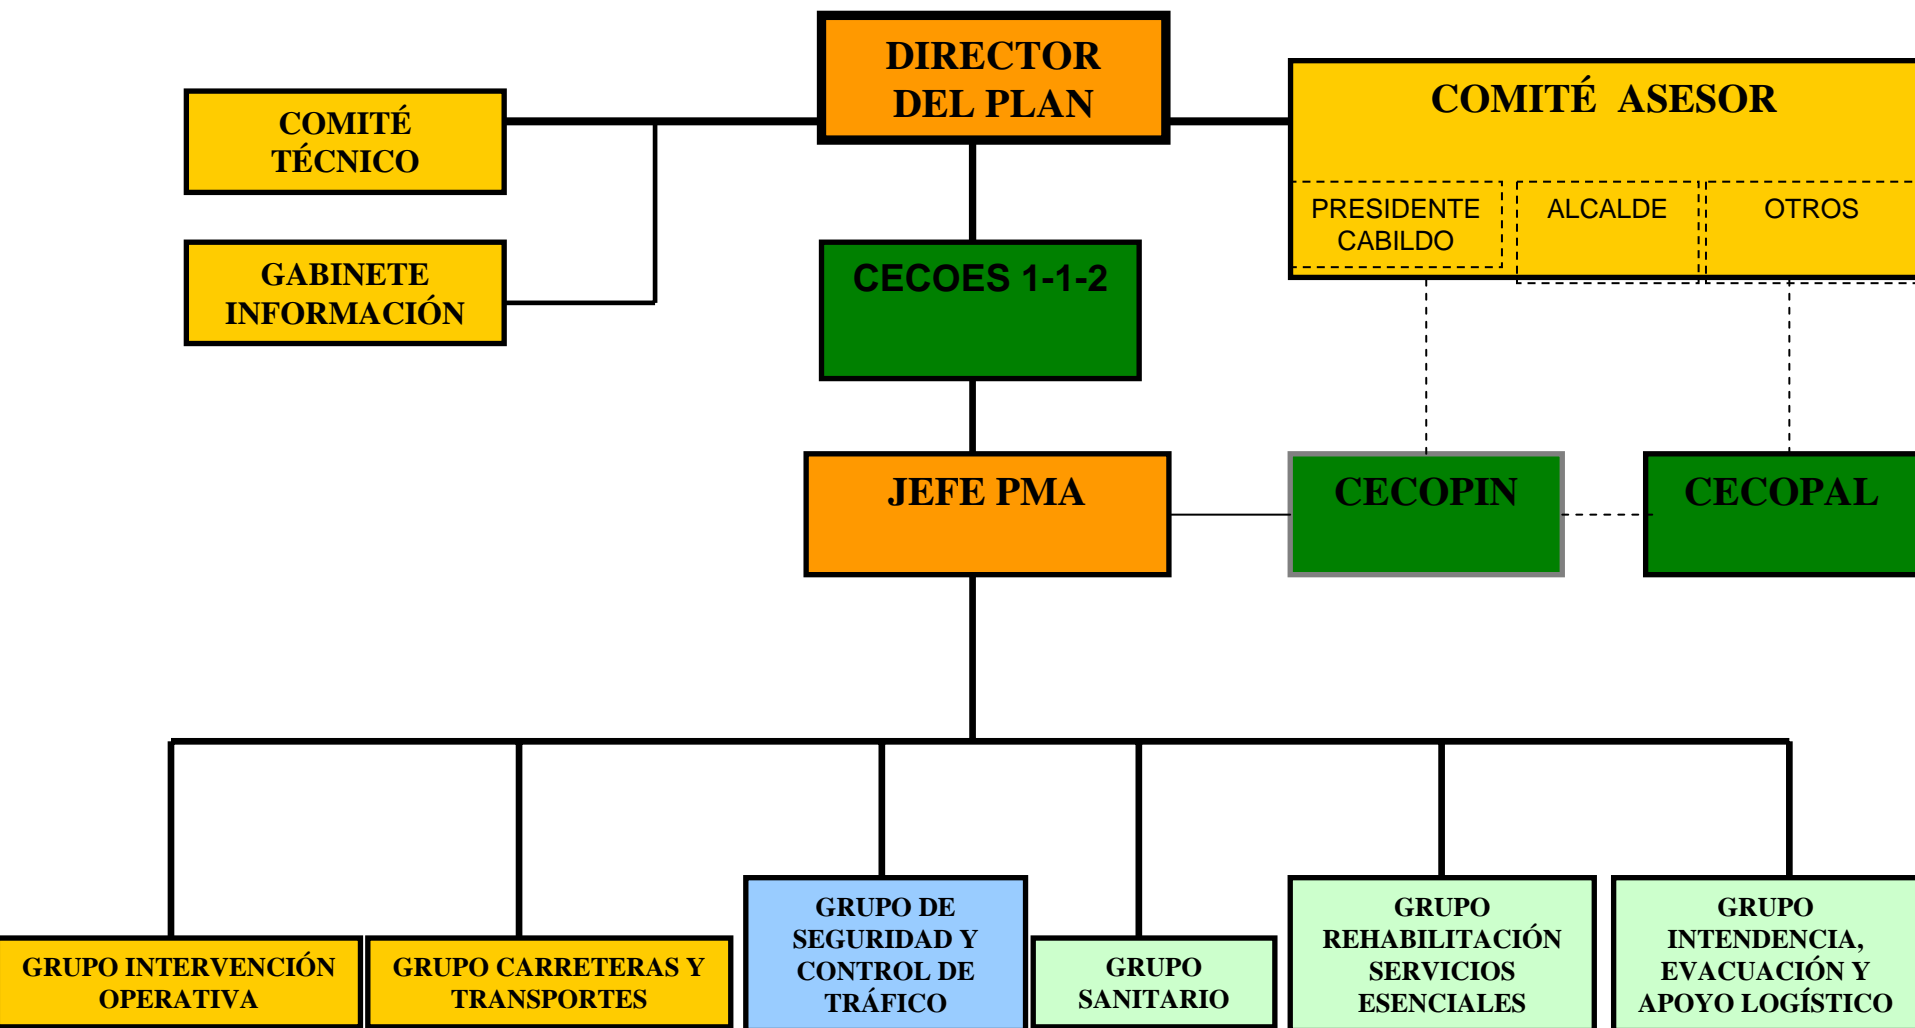 DIRECTOR
DEL PLAN
COMITÉ
TÉCNICO
COMITÉ ASESOR
PRESIDENTE
CABILDO
ALCALDE
OTROS
GABINETE
INFORMACIÓN
CECOES 1-1-2
JEFE PMA
CECOPIN
CECOPAL
GRUPO INTERVENCIÓN
OPERATIVA
GRUPO CARRETERAS Y
TRANSPORTES
GRUPO DE
SEGURIDAD Y
CONTROL DE
TRÁFICO
GRUPO
SANITARIO
GRUPO
REHABILITACIÓN
SERVICIOS
ESENCIALES
GRUPO
INTENDENCIA,
EVACUACIÓN Y
APOYO LOGÍSTICO